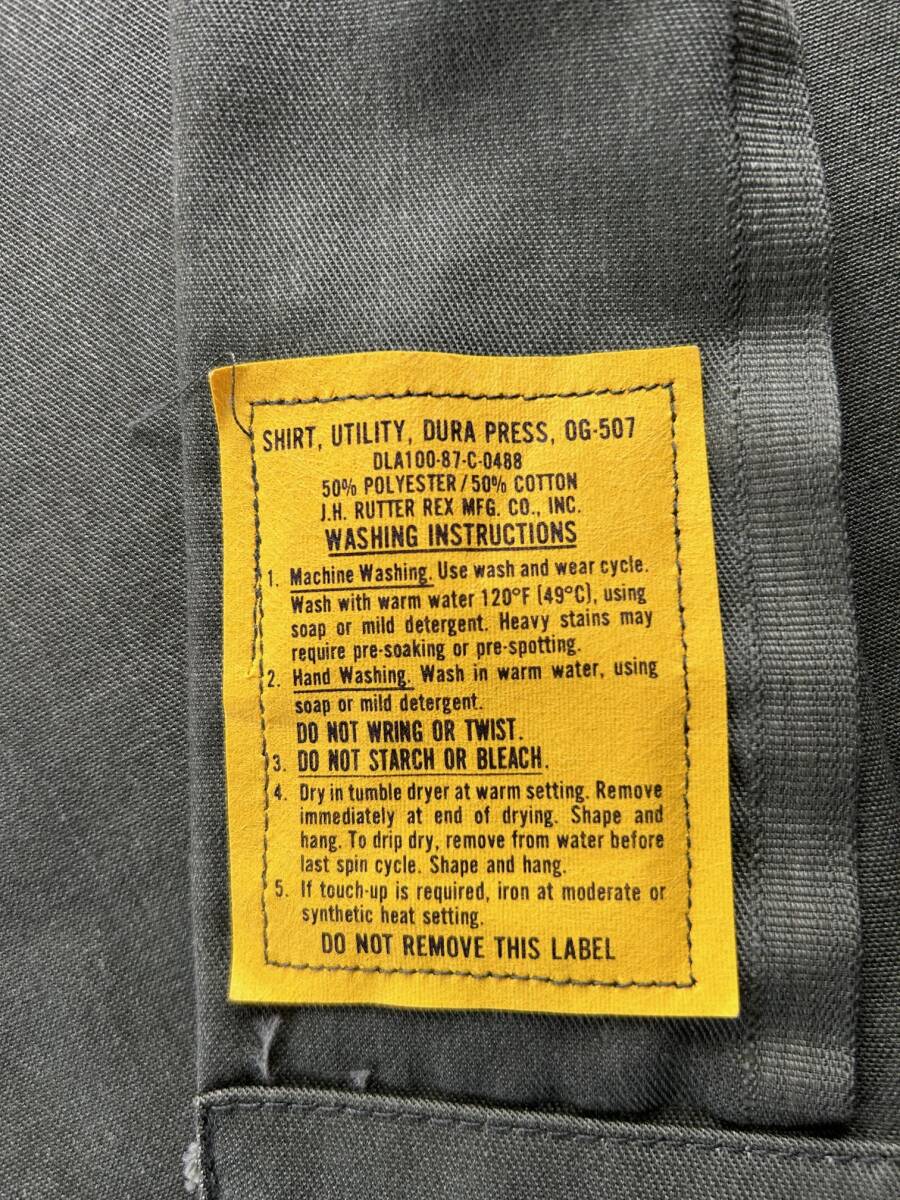 SHIRT, UTILITY, DURA PRESS, OG-507
DLA100-87-C-0488
50% POLYESTER/50% COTTON
J.H. RUTTER REX MFG. CO., INC.
WASHING INSTRUCTIONS
1. Machine Washing. Use wash and wear cycle.
Wash with warm water 120°F (49°C), using
soap or mild detergent. Heavy stains may
require pre-soaking or pre-spotting.
2. Hand Washing. Wash in warm water, using
soap or mild detergent.
DO NOT WRING OR TWIST.
3. DO NOT STARCH OR BLEACH.
4. Dry in tumble dryer at warm setting. Remove
immediately at end of drying. Shape and
hang. To drip dry, remove from water before
last spin cycle. Shape and hang.
5. If touch-up is required, iron at moderate or
synthetic heat setting.
DO NOT REMOVE THIS LABEL